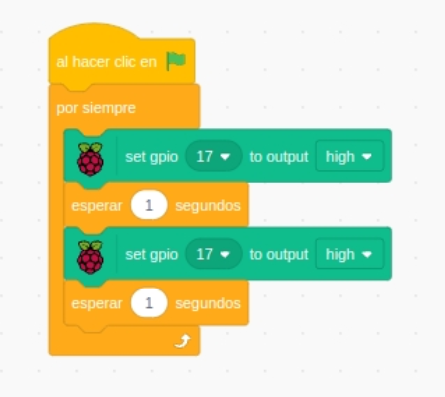 al hacer clic en
por siempre
set gpio 17 to output high
esperar 1 segundos
set gpio 17 to output high
esperar 1 segundos